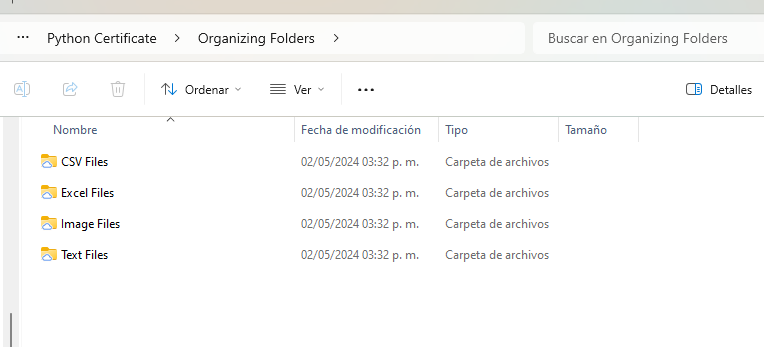 ··· Python Certificate > Organizing Folders > Buscar en Organizing Folders
Ordenar Ver ··· Detalles
Nombre Fecha de modificación Tipo Tamaño
CSV Files 02/05/2024 03:32 p. m. Carpeta de archivos
Excel Files 02/05/2024 03:32 p. m. Carpeta de archivos
Image Files 02/05/2024 03:32 p. m. Carpeta de archivos
Text Files 02/05/2024 03:32 p. m. Carpeta de archivos